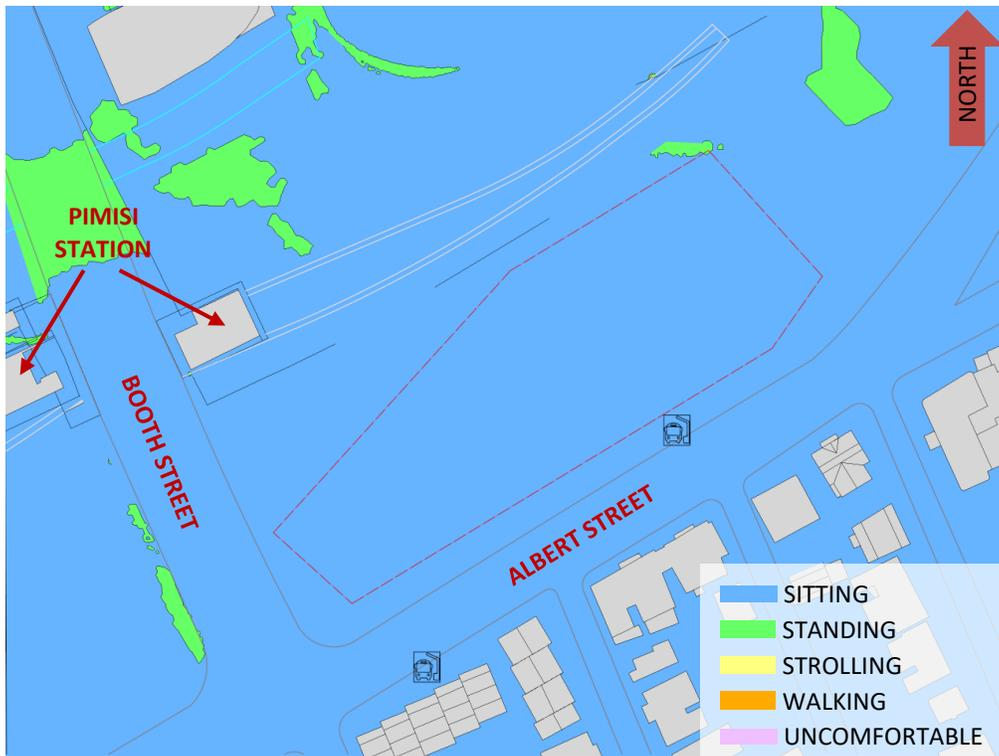 NORTH
PIMISI
STATION
BOOTH STREET
ALBERT STREET
SITTING
STANDING
STROLLING
WALKING
UNCOMFORTABLE